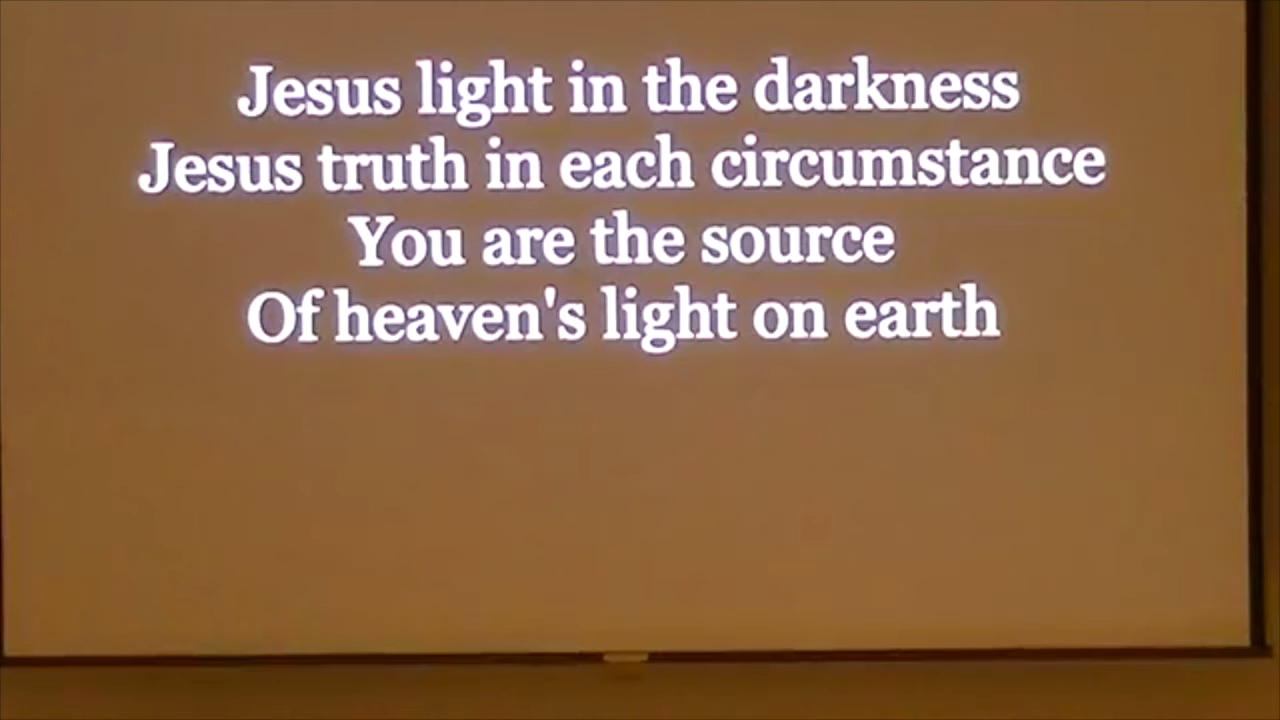 Jesus light in the darkness
Jesus truth in each circumstance
You are the source
Of heaven's light on earth